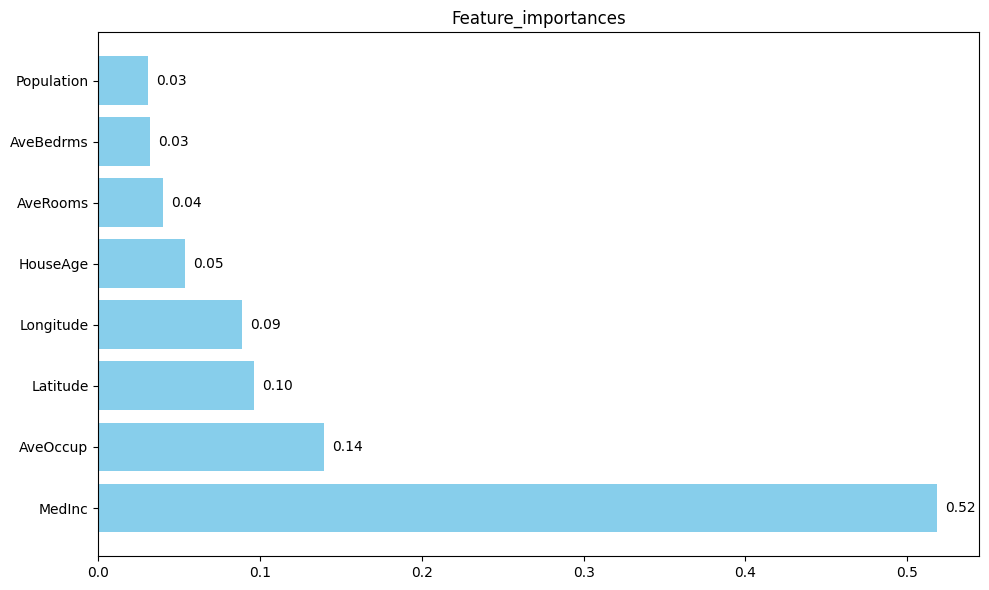 Feature_importances
Population 0.03
AveBedrms 0.03
AveRooms 0.04
HouseAge 0.05
Longitude 0.09
Latitude 0.10
AveOccup 0.14
MedInc 0.52
0.0 0.1 0.2 0.3 0.4 0.5